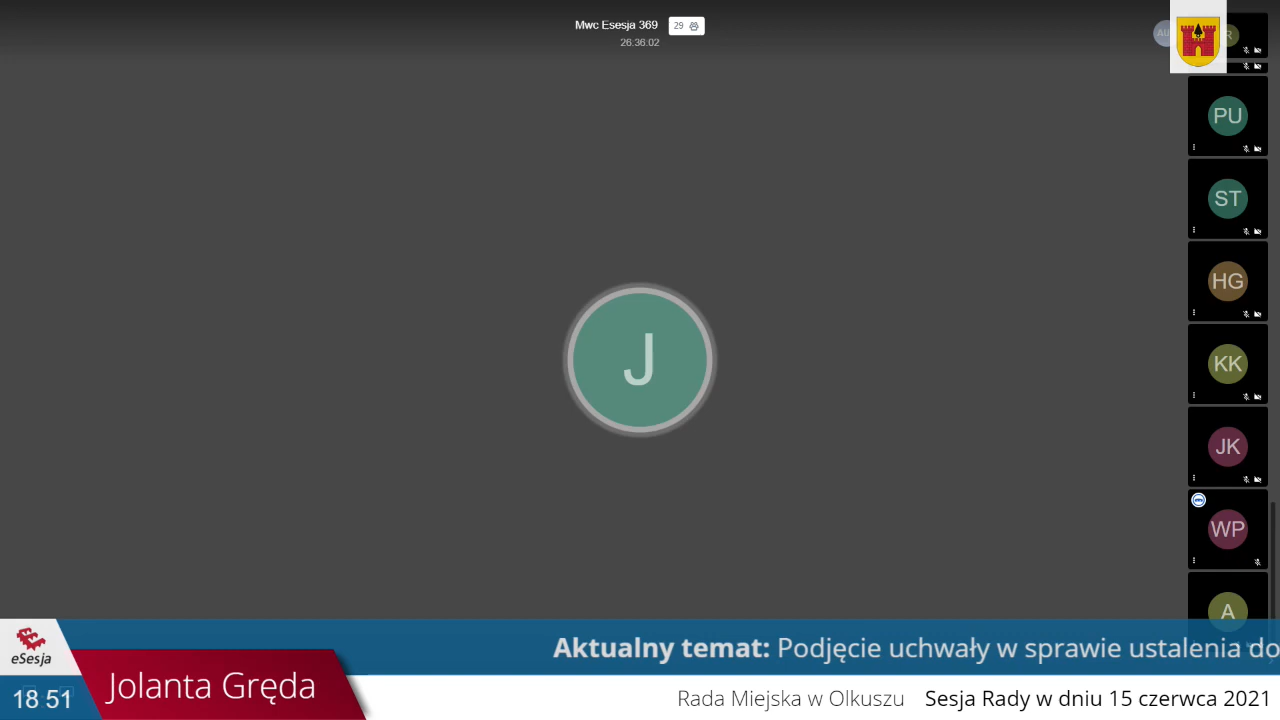 Mwc Esesja 369 29
26:36:02
AU R
PU
ST
HG
KK
JK
WP
A
J
Aktualny temat: Podjęcie uchwały w sprawie ustalenia do
eSesja
18 51
Jolanta Gręda
Rada Miejska w Olkuszu Sesja Rady w dniu 15 czerwca 2021